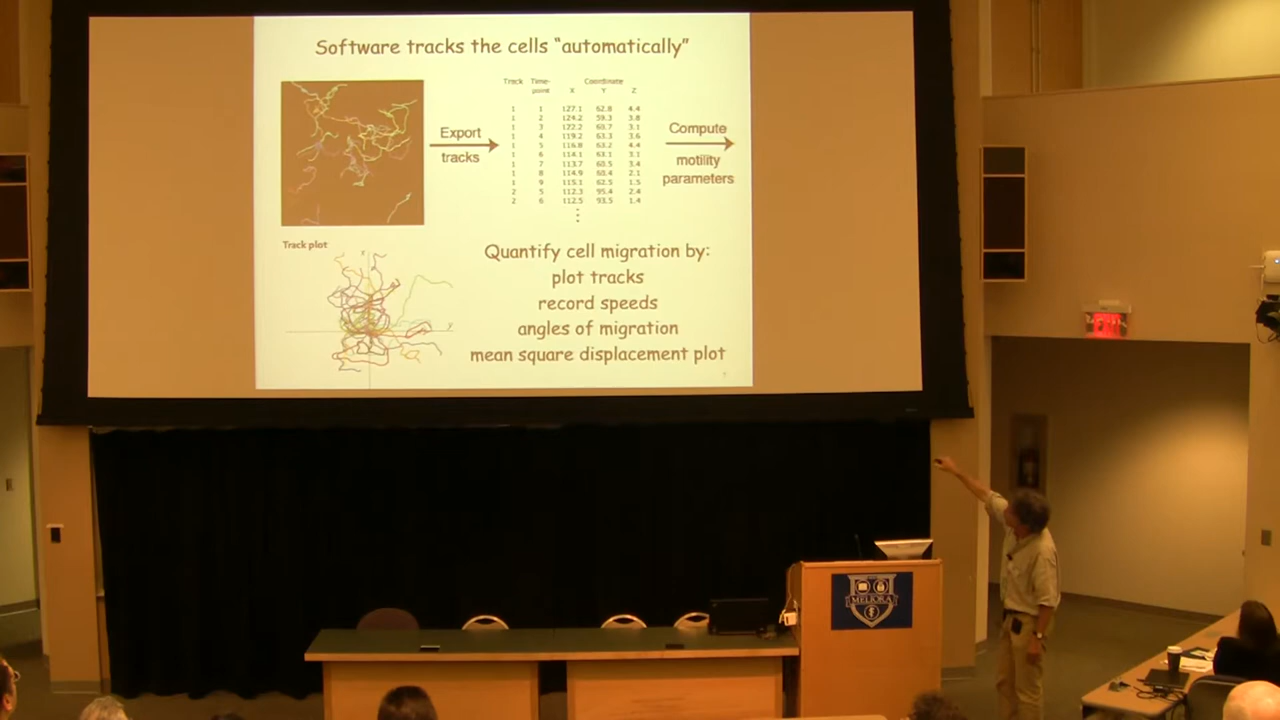 Software tracks the cells “automatically”
Track Time-point Coordinate
X Y Z
1 1 127.1 62.8 4.4
1 2 124.2 59.3 3.8
1 3 122.2 60.7 3.1
1 4 119.2 63.3 3.6
1 5 116.8 63.2 4.4
1 6 114.1 63.1 3.1
1 7 113.7 60.5 3.4
1 8 114.9 60.4 2.1
1 9 115.1 62.5 1.5
2 5 112.3 95.4 2.4
2 6 112.5 93.5 1.4
Export
tracks
Compute
motility
parameters
Track plot
Quantify cell migration by:
plot tracks
record speeds
angles of migration
mean square displacement plot
EXIT
MELIORA